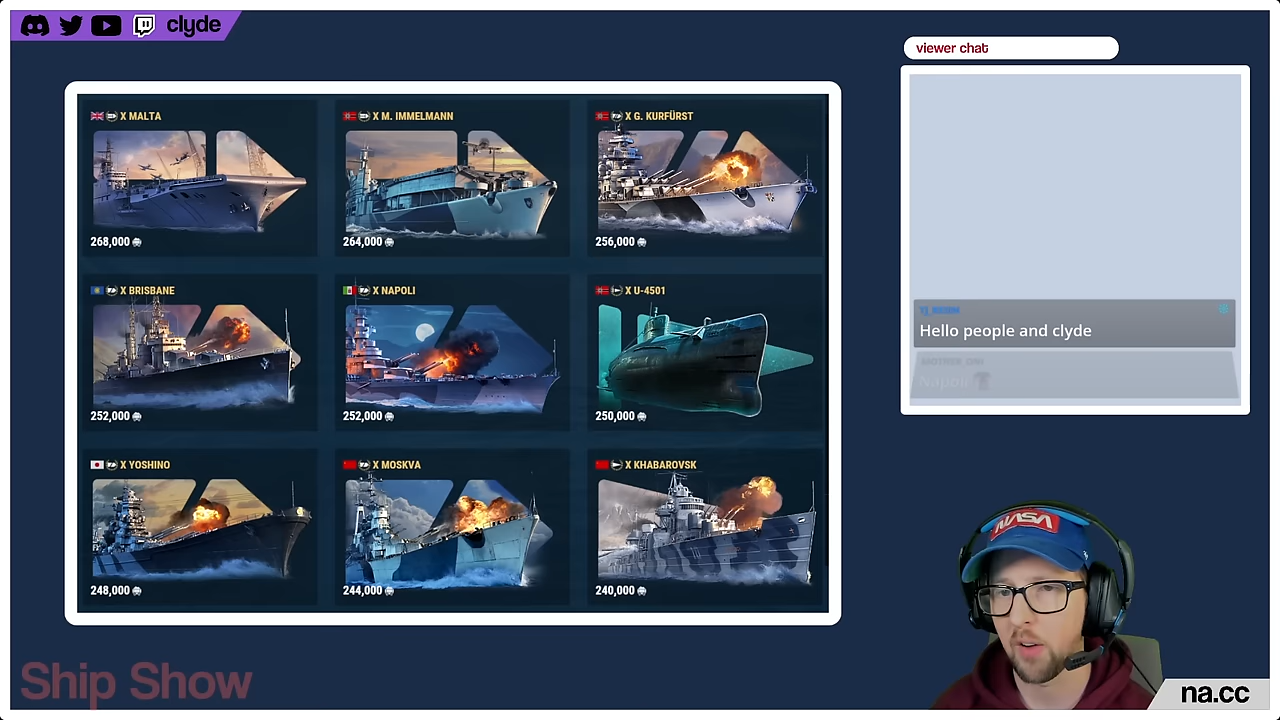 clyde
viewer chat
X MALTA
268,000
X M. IMMELMANN
264,000
X G. KURFÜRST
256,000
X BRISBANE
252,000
X NAPOLI
252,000
X U-4501
250,000
X YOSHINO
248,000
X MOSKVA
244,000
X KHABAROVSK
240,000
Hello people and clyde
Napoli
NASA
Ship Show
na.cc